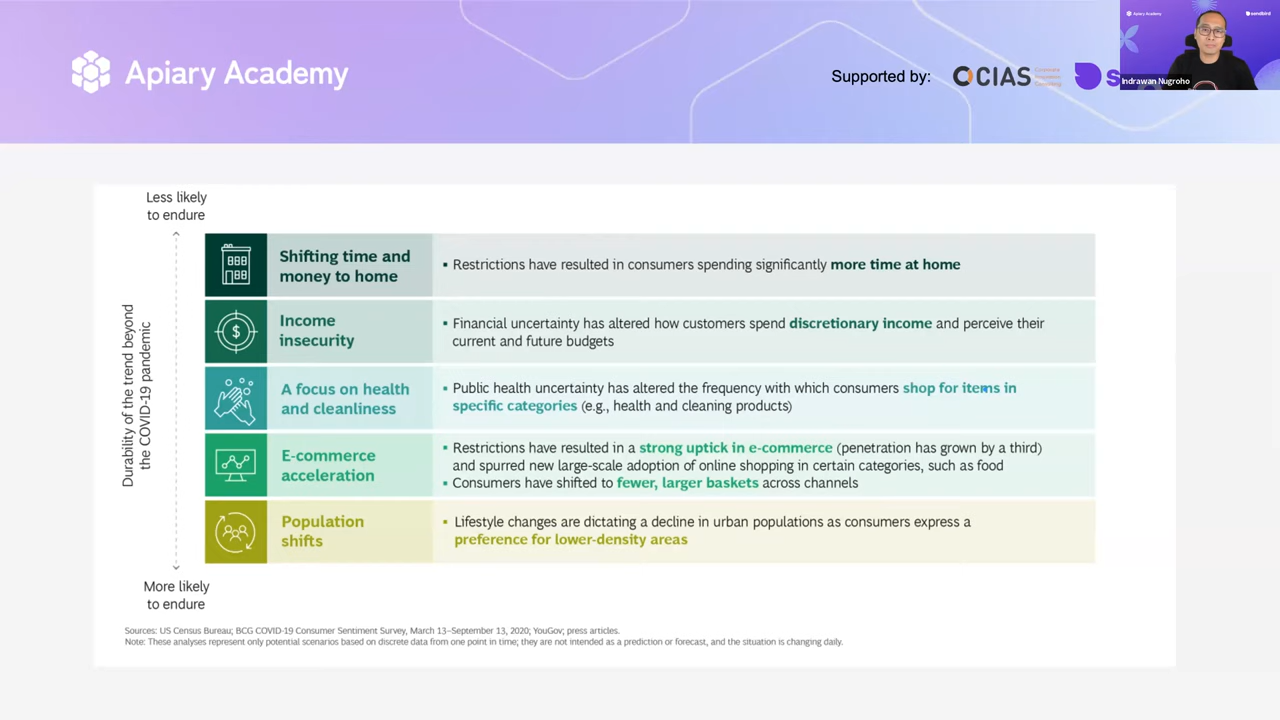 Apiary Academy
Supported by:
CIAS
Corporate
Innovation
Consulting
S
Apiary Academy
sendbird
Indrawan Nugroho
Less likely
to endure
Durability of the trend beyond
the COVID-19 pandemic
Shifting time and
money to home
▪ Restrictions have resulted in consumers spending significantly more time at home
$
Income
insecurity
▪ Financial uncertainty has altered how customers spend discretionary income and perceive their
current and future budgets
A focus on health
and cleanliness
▪ Public health uncertainty has altered the frequency with which consumers shop for items in
specific categories (e.g., health and cleaning products)
E-commerce
acceleration
▪ Restrictions have resulted in a strong uptick in e-commerce (penetration has grown by a third)
and spurred new large-scale adoption of online shopping in certain categories, such as food
▪ Consumers have shifted to fewer, larger baskets across channels
Population
shifts
▪ Lifestyle changes are dictating a decline in urban populations as consumers express a
preference for lower-density areas
More likely
to endure
Sources: US Census Bureau; BCG COVID-19 Consumer Sentiment Survey, March 13–September 13, 2020; YouGov; press articles.
Note: These analyses represent only potential scenarios based on discrete data from one point in time; they are not intended as a prediction or forecast, and the situation is changing daily.